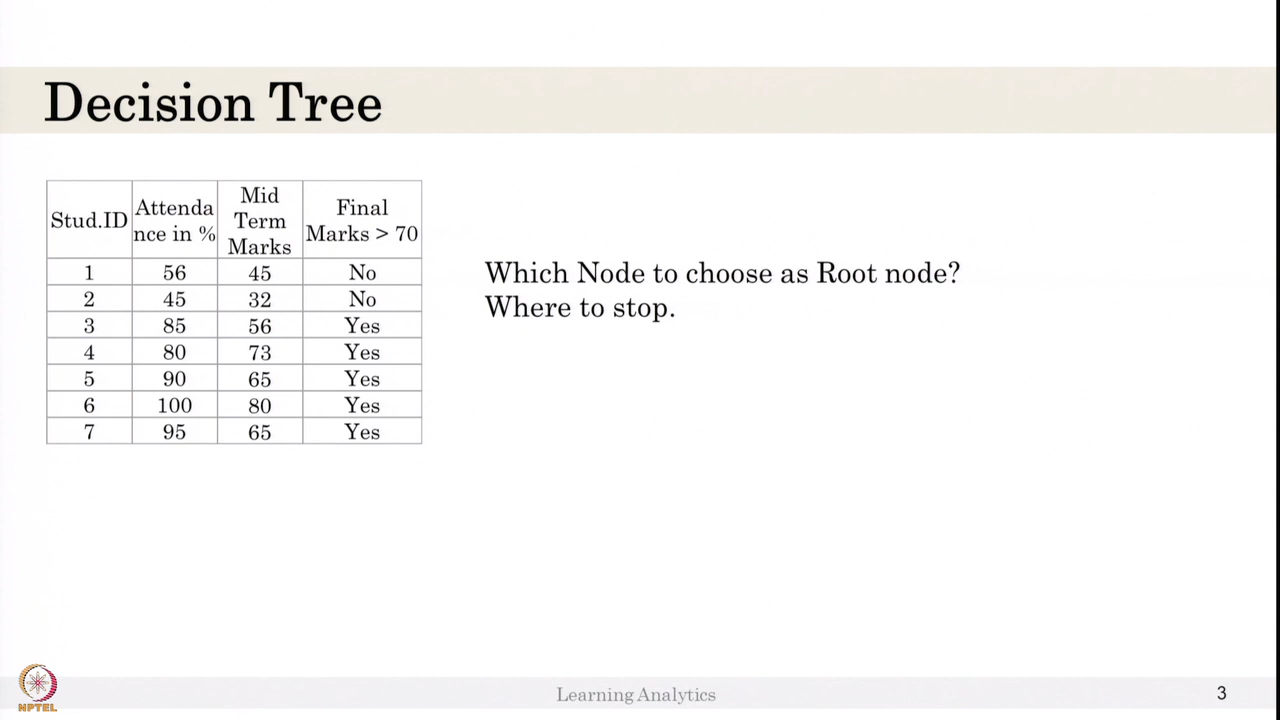 Decision Tree
Stud.ID Attenda nce in % Mid Term Marks Final Marks > 70
1 56 45 No
2 45 32 No
3 85 56 Yes
4 80 73 Yes
5 90 65 Yes
6 100 80 Yes
7 95 65 Yes
Which Node to choose as Root node?
Where to stop.
NPTEL
Learning Analytics
3